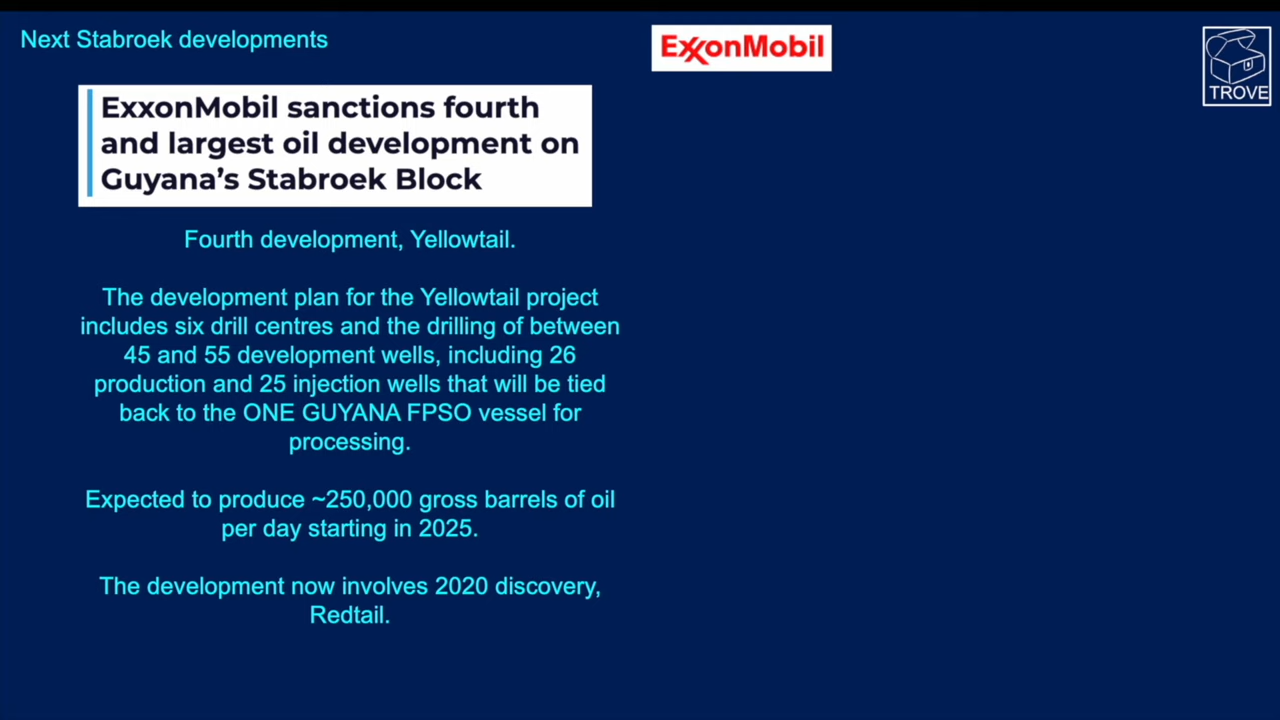 Next Stabroek developments
ExxonMobil
TROVE
ExxonMobil sanctions fourth
and largest oil development on
Guyana’s Stabroek Block
Fourth development, Yellowtail.
The development plan for the Yellowtail project
includes six drill centres and the drilling of between
45 and 55 development wells, including 26
production and 25 injection wells that will be tied
back to the ONE GUYANA FPSO vessel for
processing.
Expected to produce ~250,000 gross barrels of oil
per day starting in 2025.
The development now involves 2020 discovery,
Redtail.